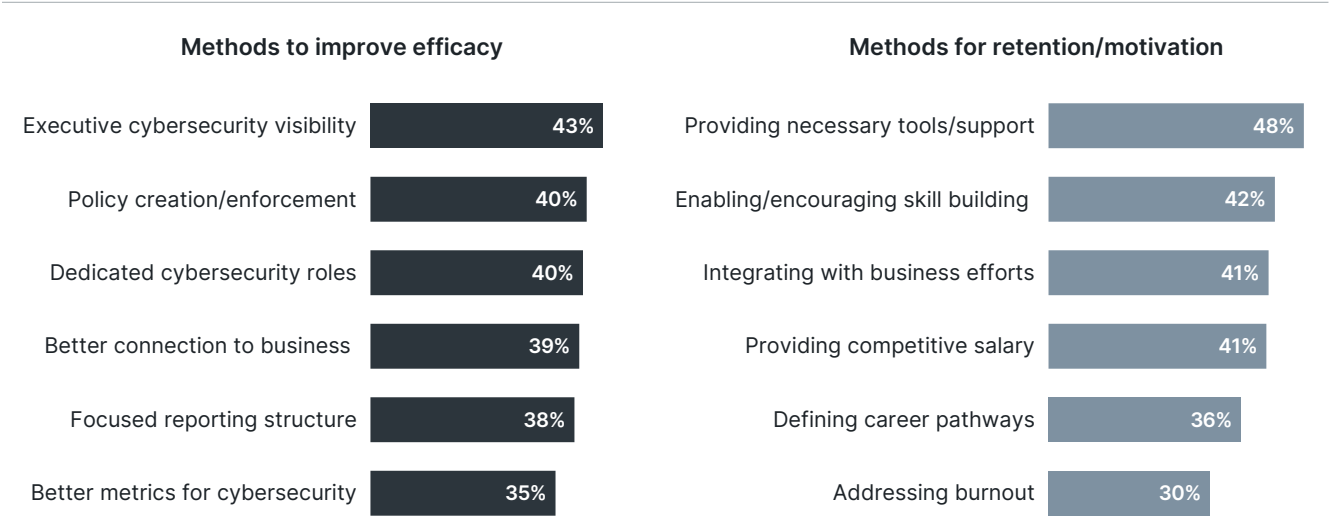 Methods to improve efficacy
Executive cybersecurity visibility 43%
Policy creation/enforcement 40%
Dedicated cybersecurity roles 40%
Better connection to business 39%
Focused reporting structure 38%
Better metrics for cybersecurity 35%
Methods for retention/motivation
Providing necessary tools/support 48%
Enabling/encouraging skill building 42%
Integrating with business efforts 41%
Providing competitive salary 41%
Defining career pathways 36%
Addressing burnout 30%